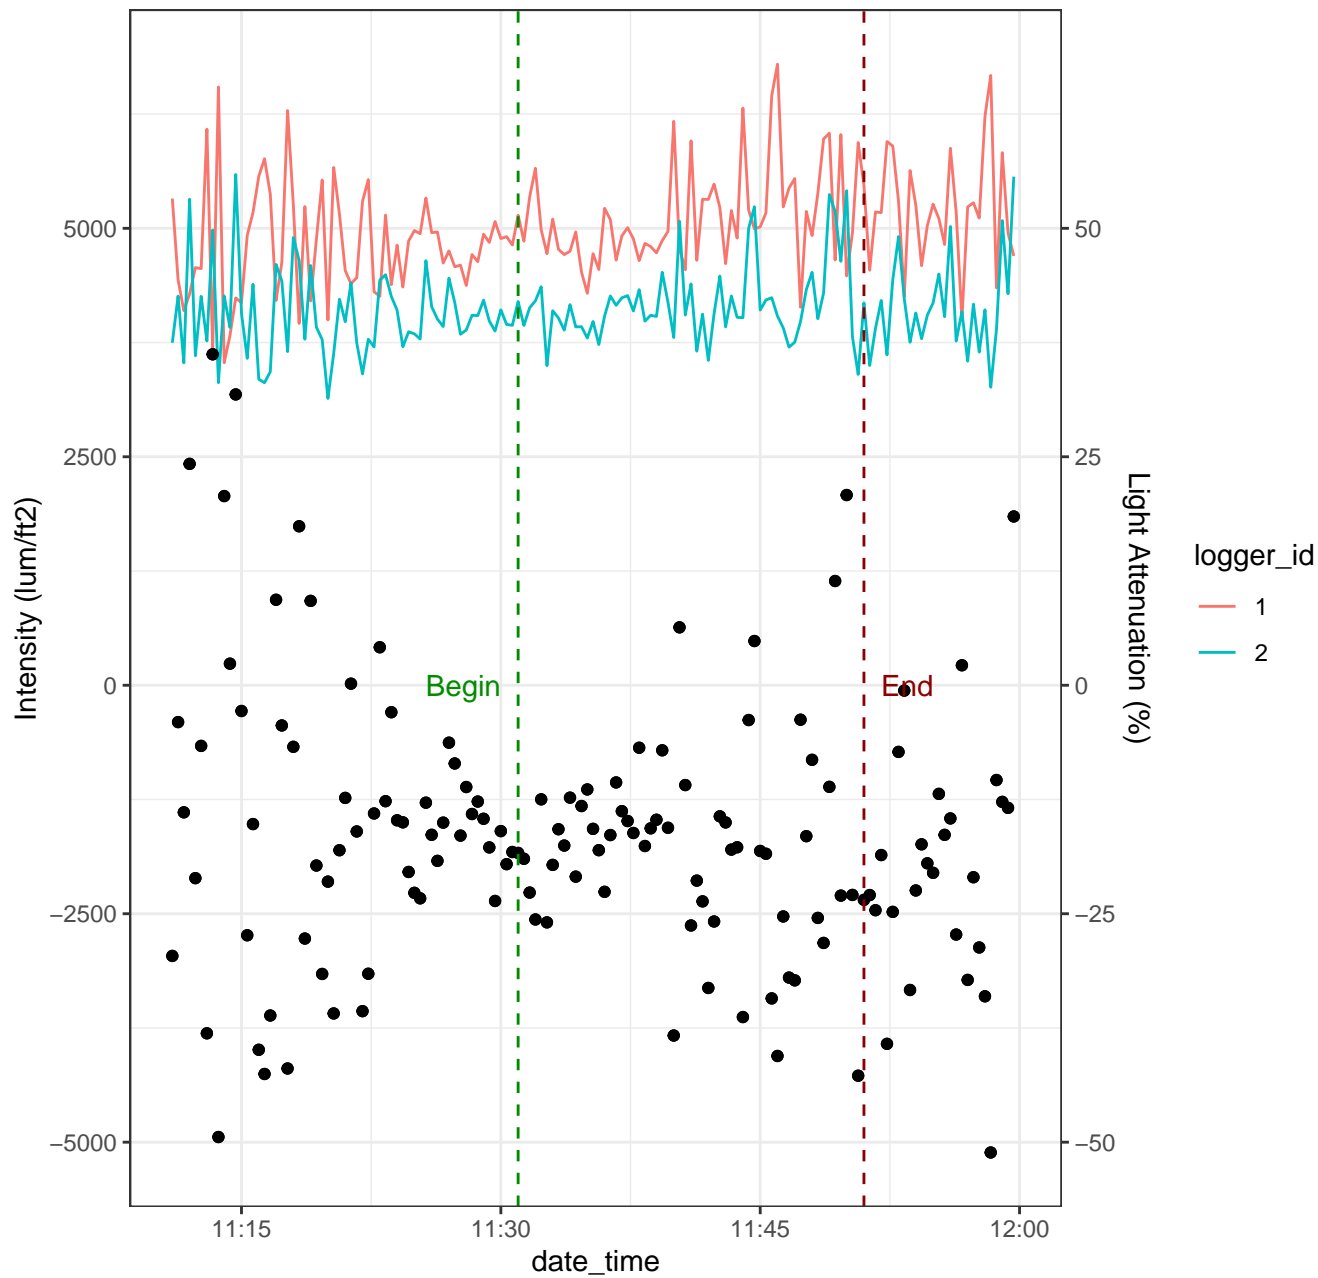 Intensity (lum/ft2)
5000
2500
0
−2500
−5000
50
25
0
−25
−50
Light Attenuation (%)
Begin
End
11:15
11:30
11:45
12:00
date_time
logger_id
1
2